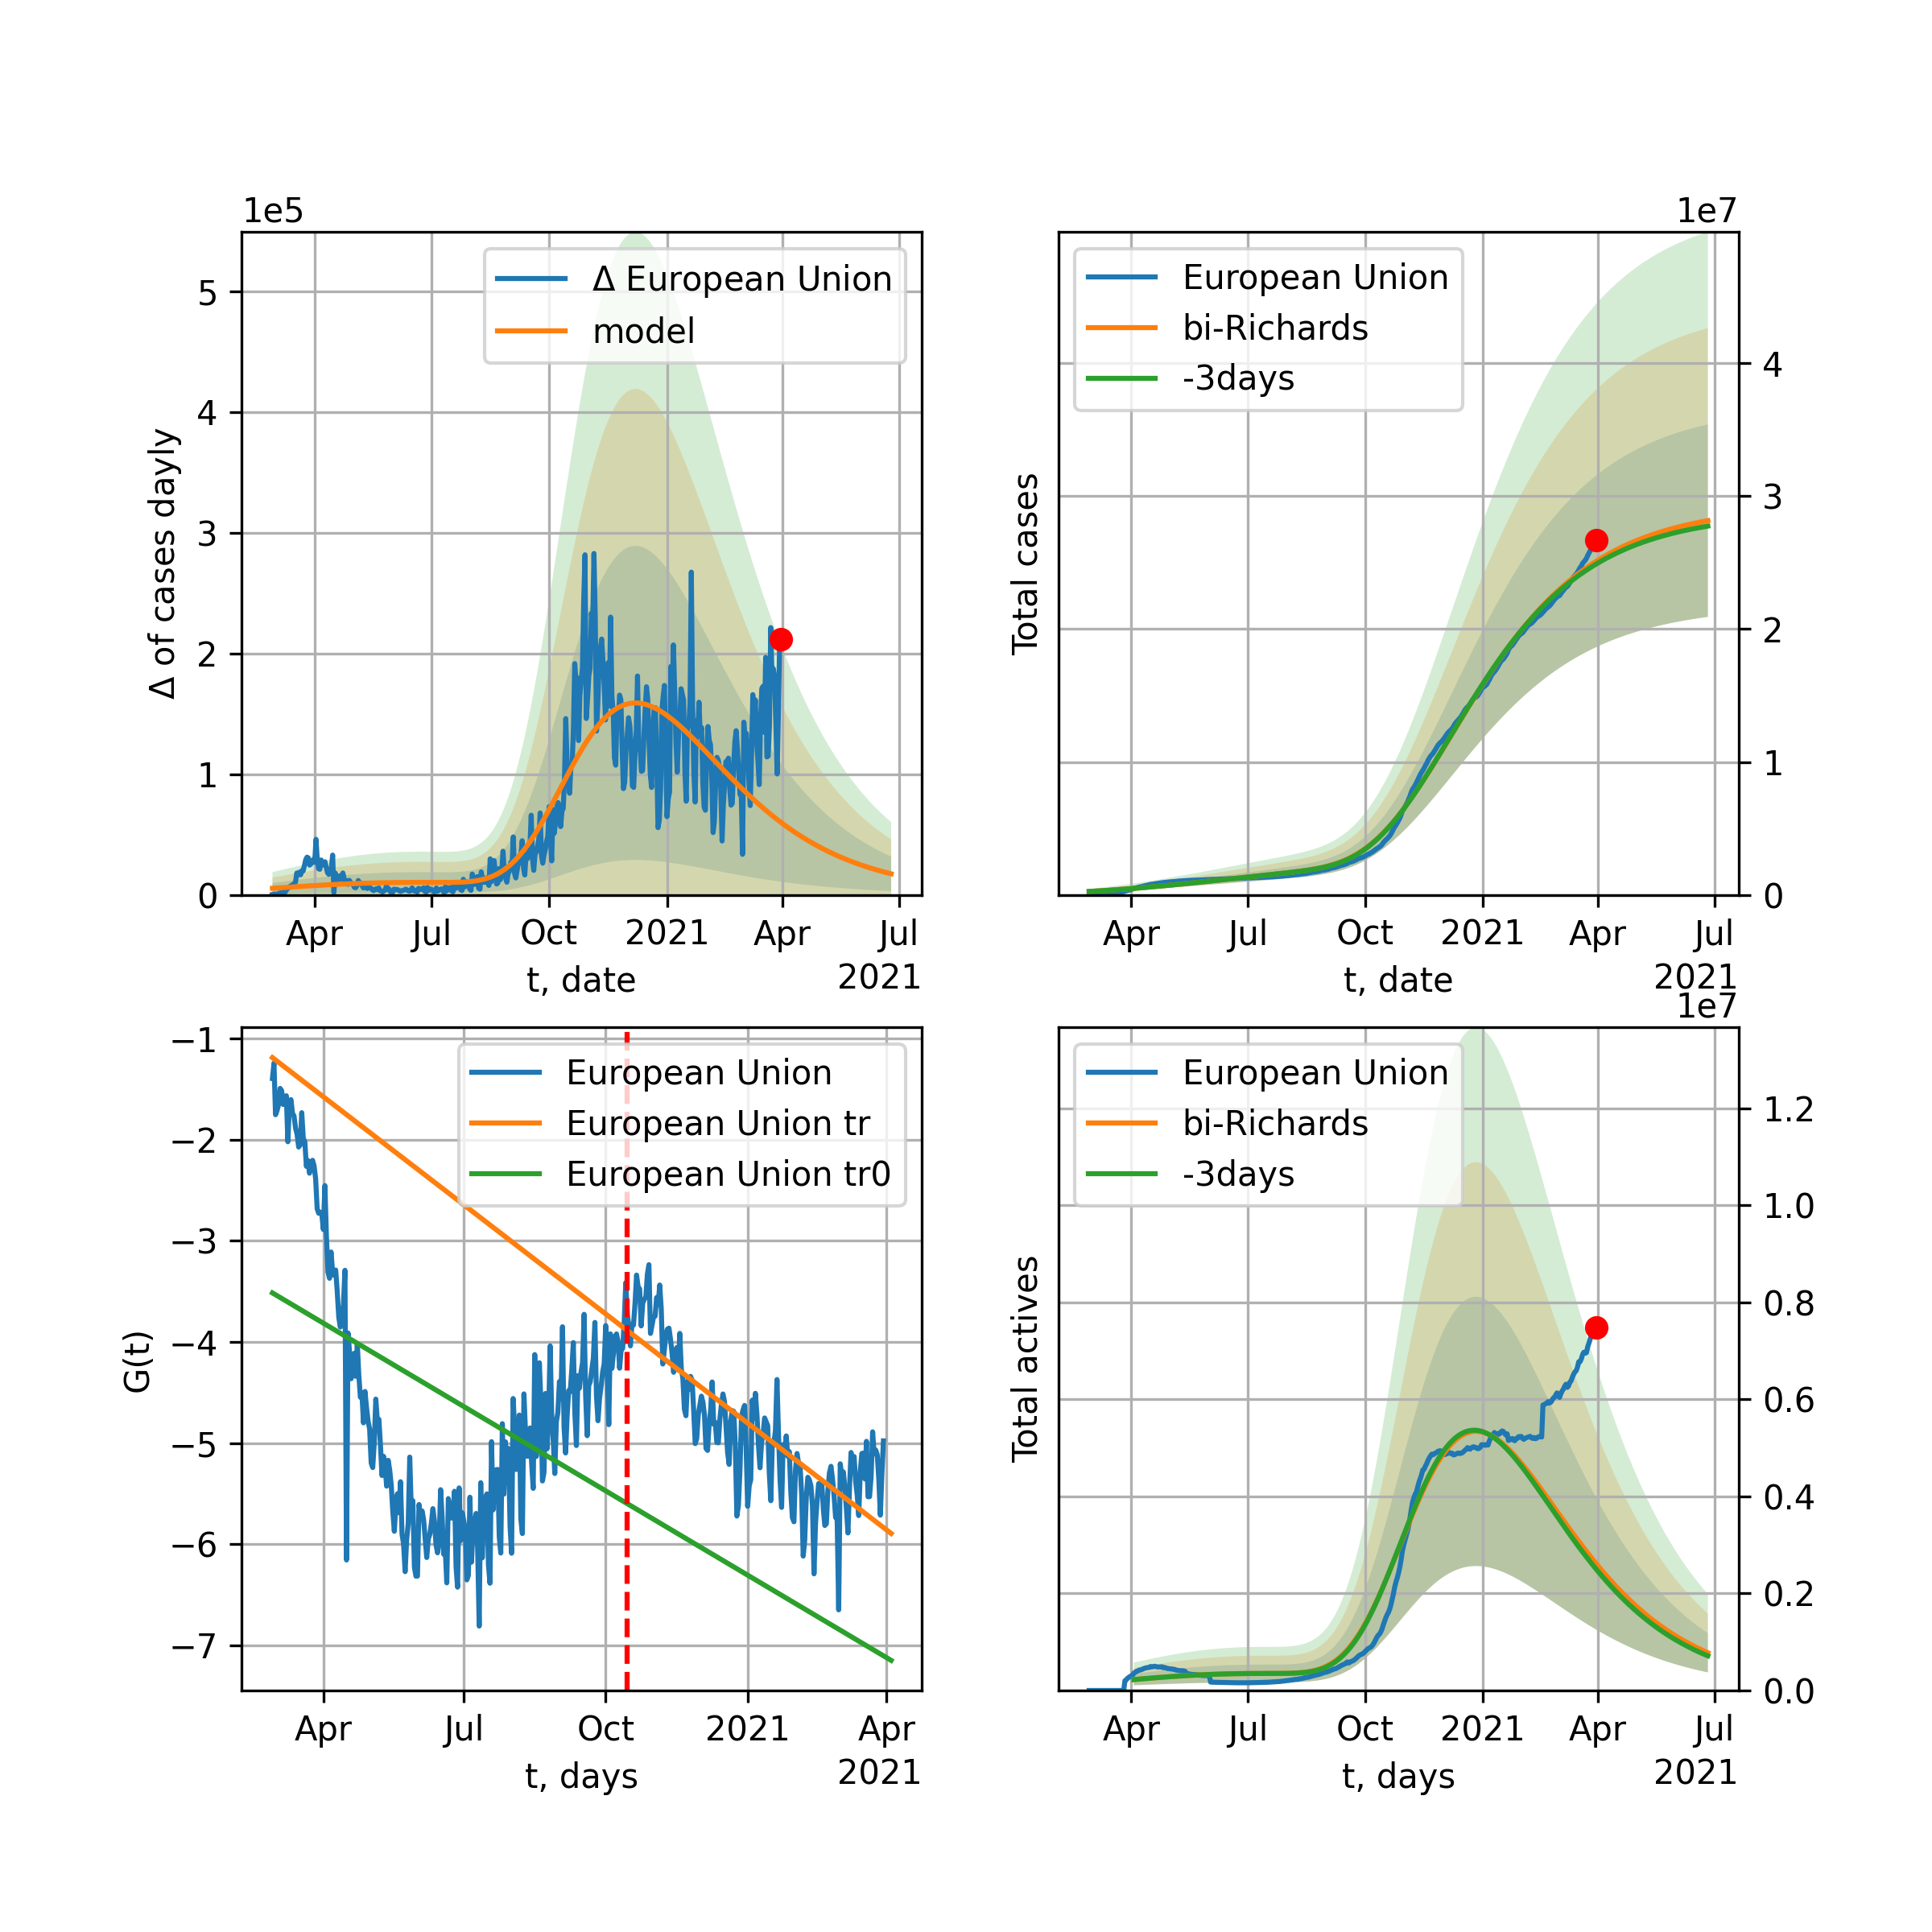 1e5
Δ European Union
model
5
4
3
2
1
0
Δ of cases dayly
Apr
Jul
Oct
2021
Apr
Jul
2021
t, date
1e7
European Union
bi-Richards
-3days
Total cases
4
3
2
1
0
Apr
Jul
Oct
2021
Apr
Jul
2021
t, date
European Union
European Union tr
European Union tr0
−1
−2
−3
−4
−5
−6
−7
G(t)
Apr
Jul
Oct
2021
Apr
2021
t, days
1e7
European Union
bi-Richards
-3days
Total actives
1.2
1.0
0.8
0.6
0.4
0.2
0.0
Apr
Jul
Oct
2021
Apr
Jul
2021
t, days